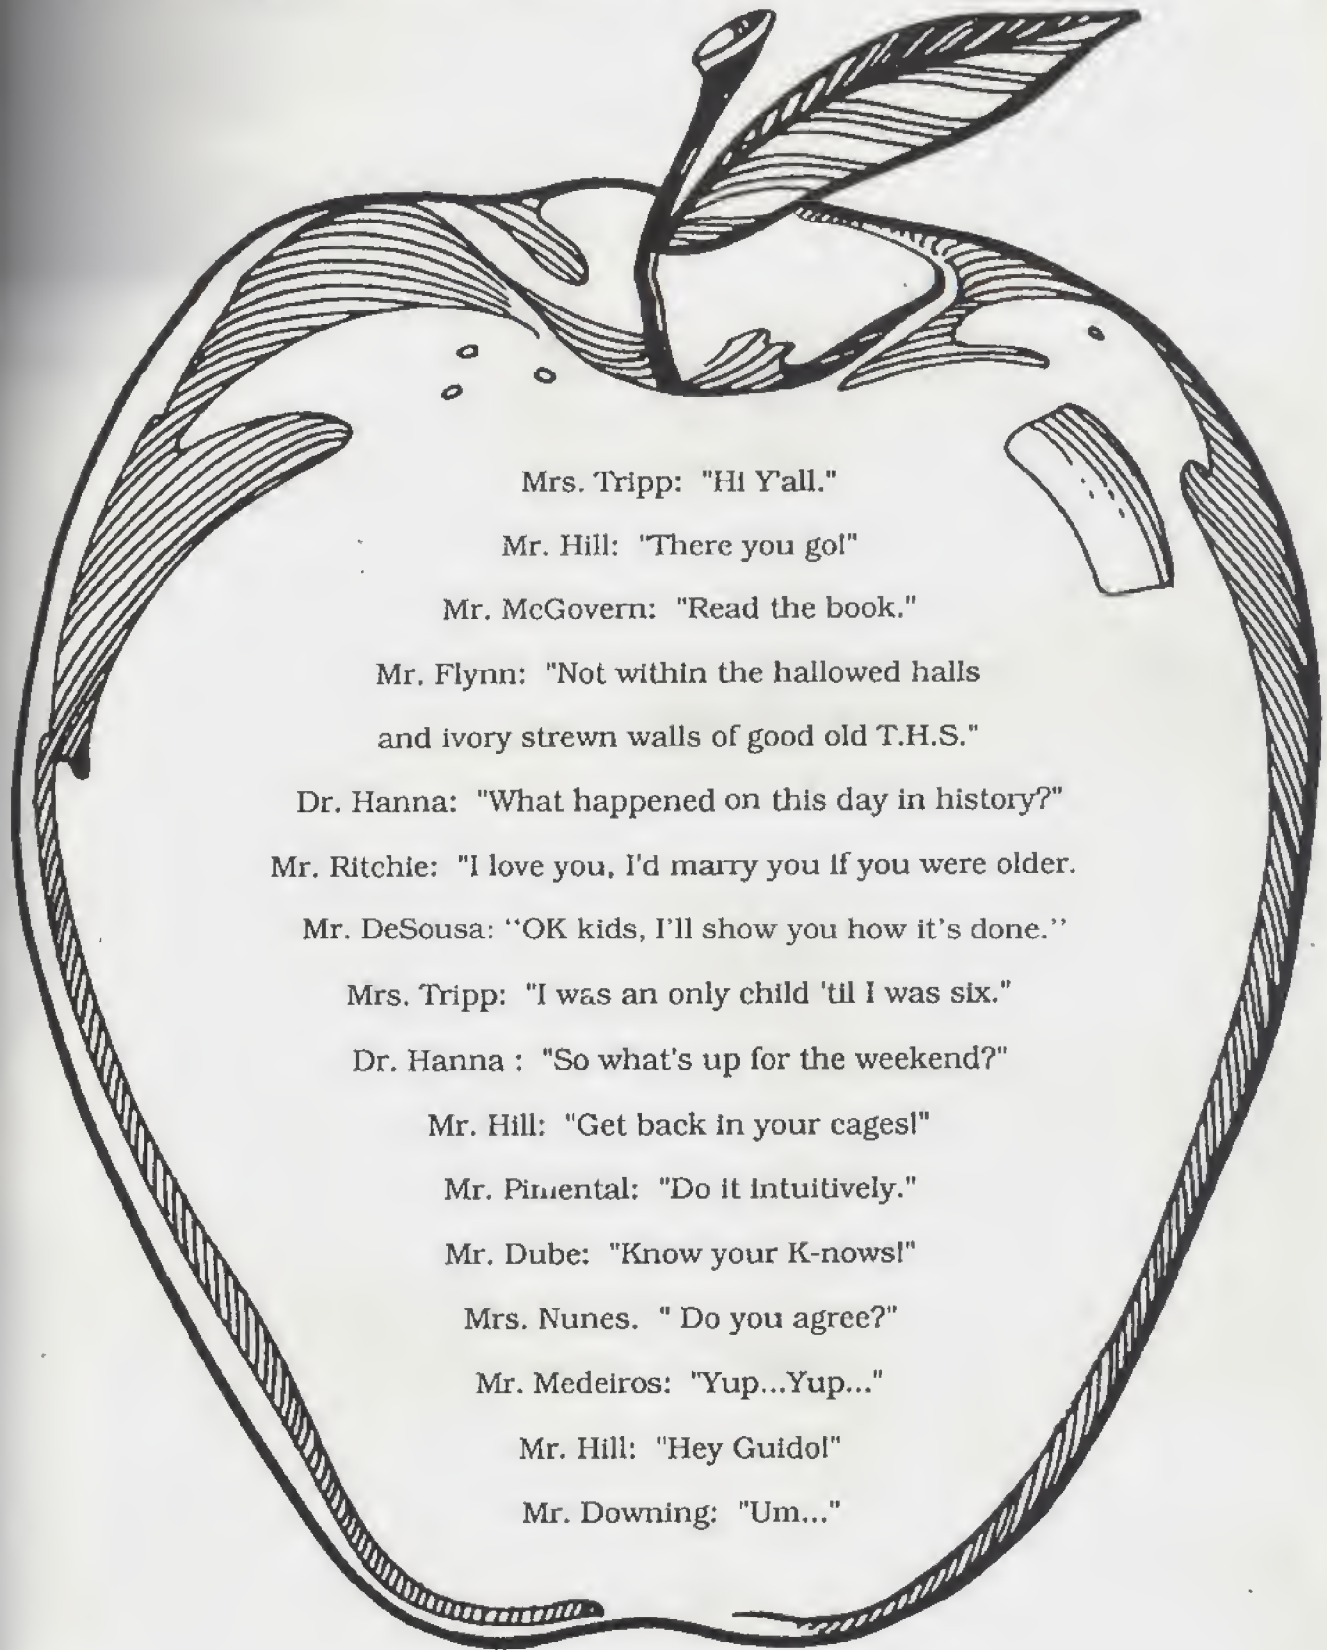 Mrs. Tripp: "Hi Y'all."
Mr. Hill: "There you go!"
Mr. McGovern: "Read the book."
Mr. Flynn: "Not within the hallowed halls
and ivory strewn walls of good old T.H.S."
Dr. Hanna: "What happened on this day in history?"
Mr. Ritchie: "I love you, I'd marry you if you were older.
Mr. DeSousa: “OK kids, I’ll show you how it’s done.”
Mrs. Tripp: "I was an only child 'til I was six."
Dr. Hanna : "So what's up for the weekend?"
Mr. Hill: "Get back in your cages!"
Mr. Pimental: "Do it intuitively."
Mr. Dube: "Know your K-nows!"
Mrs. Nunes. " Do you agree?"
Mr. Medeiros: "Yup...Yup..."
Mr. Hill: "Hey Guido!"
Mr. Downing: "Um..."